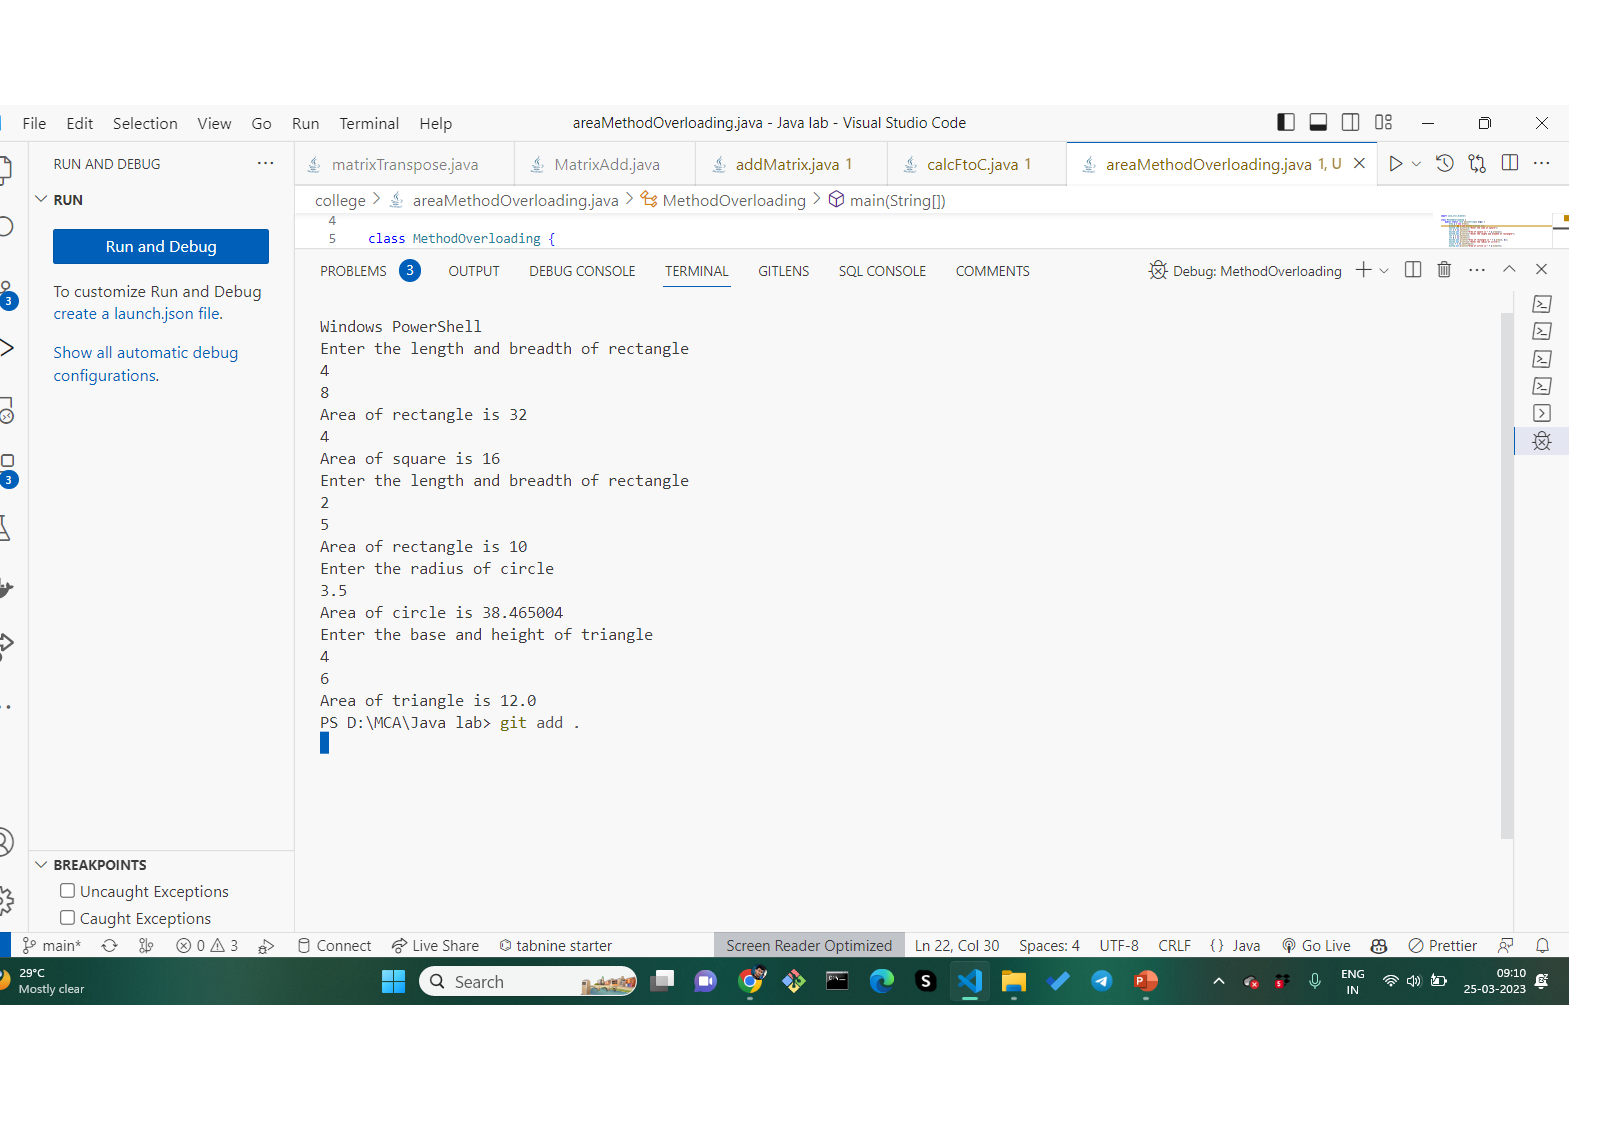 File Edit Selection View Go Run Terminal Help areaMethodOverloading.java - Java lab - Visual Studio Code
RUN AND DEBUG
matrixTranspose.java MatrixAdd.java addMatrix.java 1 calcFtoC.java 1 areaMethodOverloading.java 1, U
RUN
college > areaMethodOverloading.java > MethodOverloading > main(String[])
4
5 class MethodOverloading {
Run and Debug
To customize Run and Debug
create a launch.json file.
Show all automatic debug
configurations.
3
3
PROBLEMS 3 OUTPUT DEBUG CONSOLE TERMINAL GITLENS SQL CONSOLE COMMENTS Debug: MethodOverloading
Windows PowerShell
Enter the length and breadth of rectangle
4
8
Area of rectangle is 32
4
Area of square is 16
Enter the length and breadth of rectangle
2
5
Area of rectangle is 10
Enter the radius of circle
3.5
Area of circle is 38.465004
Enter the base and height of triangle
4
6
Area of triangle is 12.0
PS D:\MCA\Java lab> git add .
BREAKPOINTS
Uncaught Exceptions
Caught Exceptions
main* 0 3 Connect Live Share tabnine starter Screen Reader Optimized Ln 22, Col 30 Spaces: 4 UTF-8 CRLF {} Java Go Live Prettier
29°C
Mostly clear
Search
ENG
IN
09:10
25-03-2023